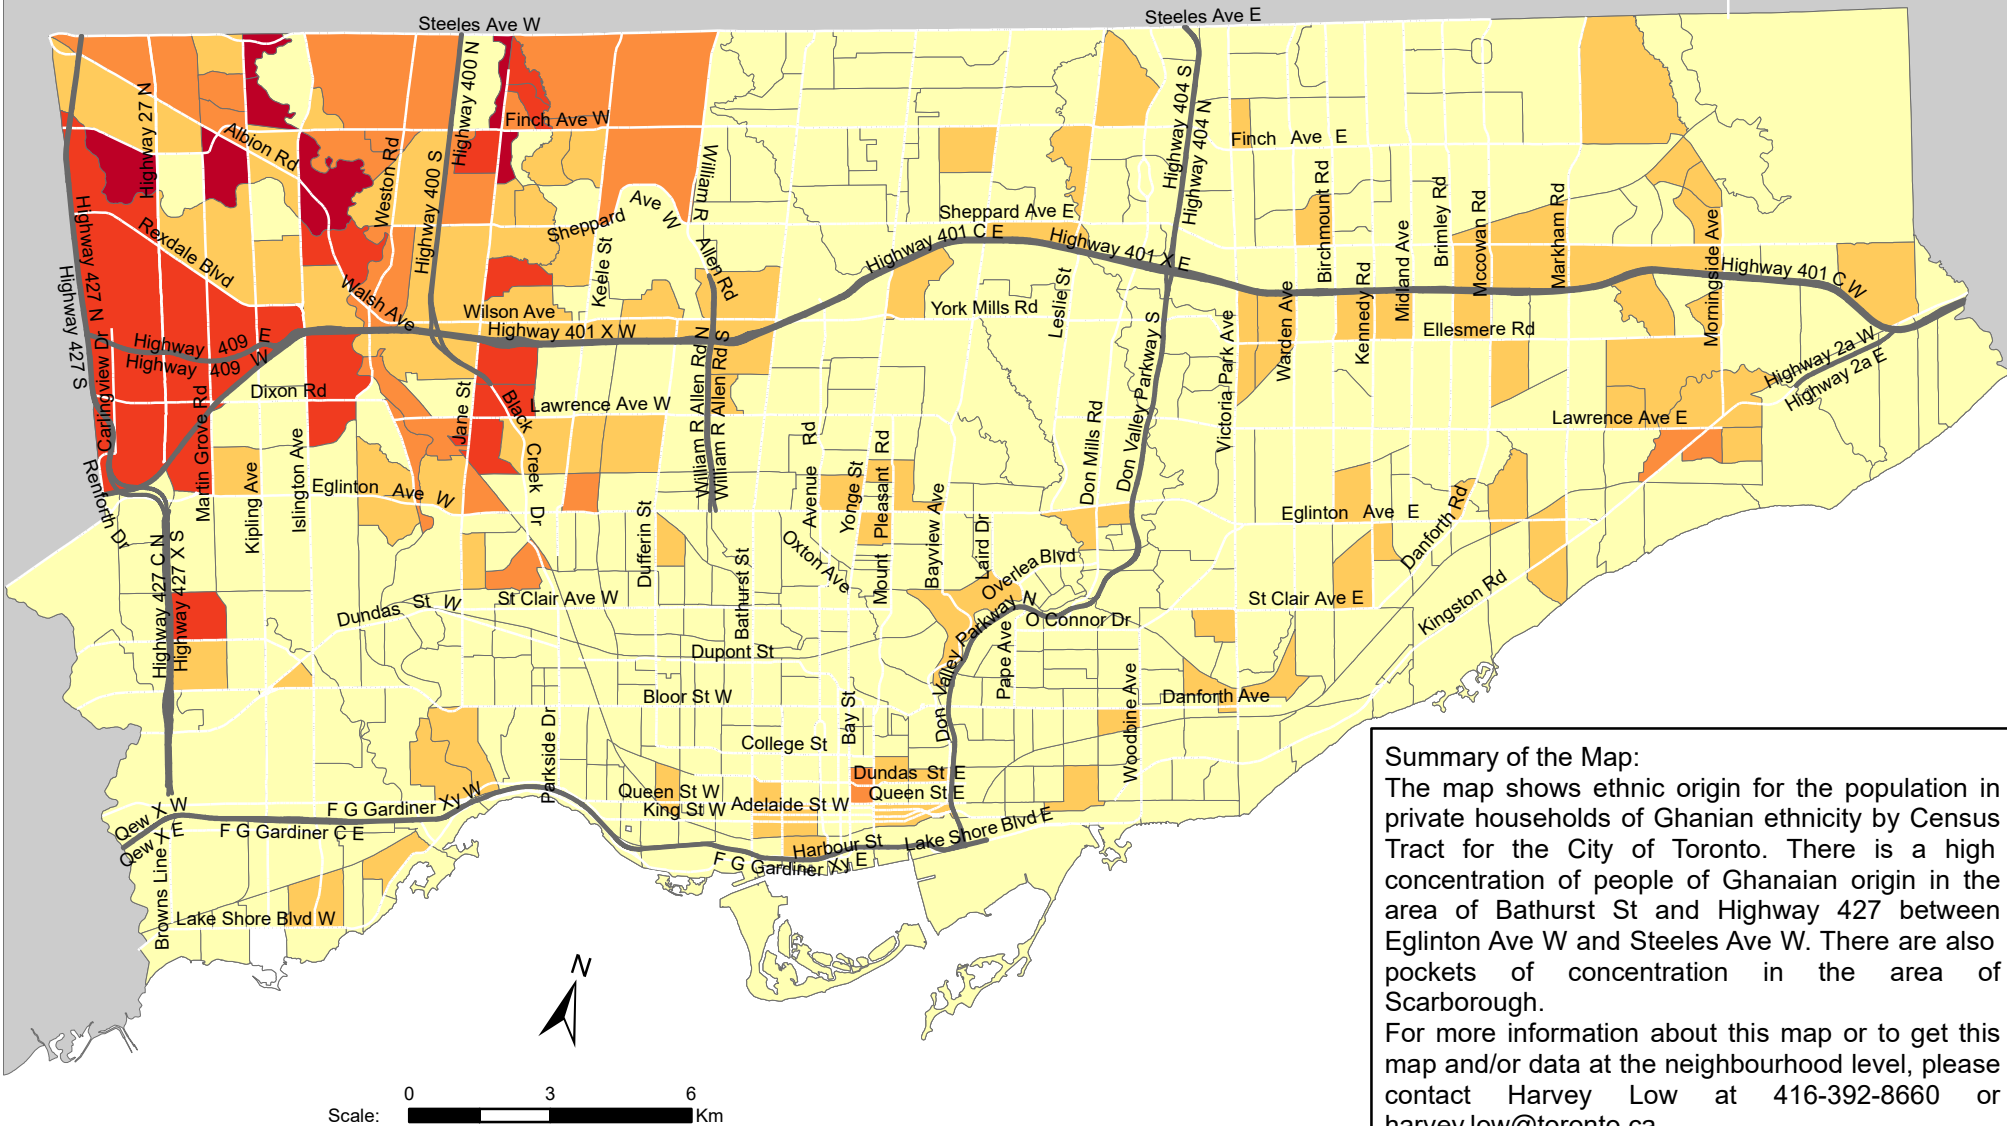 Steeles Ave W
Steeles Ave E
Highway 400 N
Highway 404 S
Highway 404 N
Highway 27 N
Finch Ave W
Finch Ave E
Albion Rd
Weston Rd
Highway 400 S
William R
Allen Rd
Sheppard Ave W
Sheppard Ave E
Keele St
Birchmount Rd
Midland Ave
Brimley Rd
Mccowan Rd
Markham Rd
Morningside Ave
Rexdale Blvd
Highway 427 N
Highway 427 S
Walsh Ave
Wilson Ave
Highway 401 X W
Highway 401 C E
Highway 401 X E
Highway 401 C W
York Mills Rd
Leslie St
Ellesmere Rd
Warden Ave
Kennedy Rd
Victoria Park Ave
Highway 409 E
Highway 409 W
Carlingview Dr
Dixon Rd
Martin Grove Rd
Jane St
Black Creek Dr
Lawrence Ave W
William R Allen Rd N
William R Allen Rd S
Lawrence Ave E
Highway 2a W
Highway 2a E
Don Mills Rd
Don Valley Parkway S
Renforth Dr
Kipling Ave
Islington Ave
Eglinton Ave W
Avenue Rd
Yonge St
Mount Pleasant Rd
Bayview Ave
Laird Dr
Eglinton Ave E
Danforth Rd
Dufferin St
Bathurst St
Oxton Ave
Overlea Blvd
Highway 427 C N
Highway 427 X S
Dundas St W
St Clair Ave W
St Clair Ave E
Kingston Rd
Don Valley Parkway N
O Connor Dr
Pape Ave
Dupont St
Bloor St W
Danforth Ave
Woodbine Ave
Parkside Dr
Bay St
College St
Dundas St E
Queen St W
Queen St E
King St W
Adelaide St W
Qew X W
Qew X E
F G Gardiner Xy W
F G Gardiner C E
Harbour St
Lake Shore Blvd E
F G Gardiner Xy E
Browns Line
Lake Shore Blvd W
N
0 3 6
Scale: Km
Summary of the Map:
The map shows ethnic origin for the population in
private households of Ghanian ethnicity by Census
Tract for the City of Toronto. There is a high
concentration of people of Ghanaian origin in the
area of Bathurst St and Highway 427 between
Eglinton Ave W and Steeles Ave W. There are also
pockets of concentration in the area of
Scarborough.
For more information about this map or to get this
map and/or data at the neighbourhood level, please
contact Harvey Low at 416-392-8660 or
harvey.low@toronto.ca